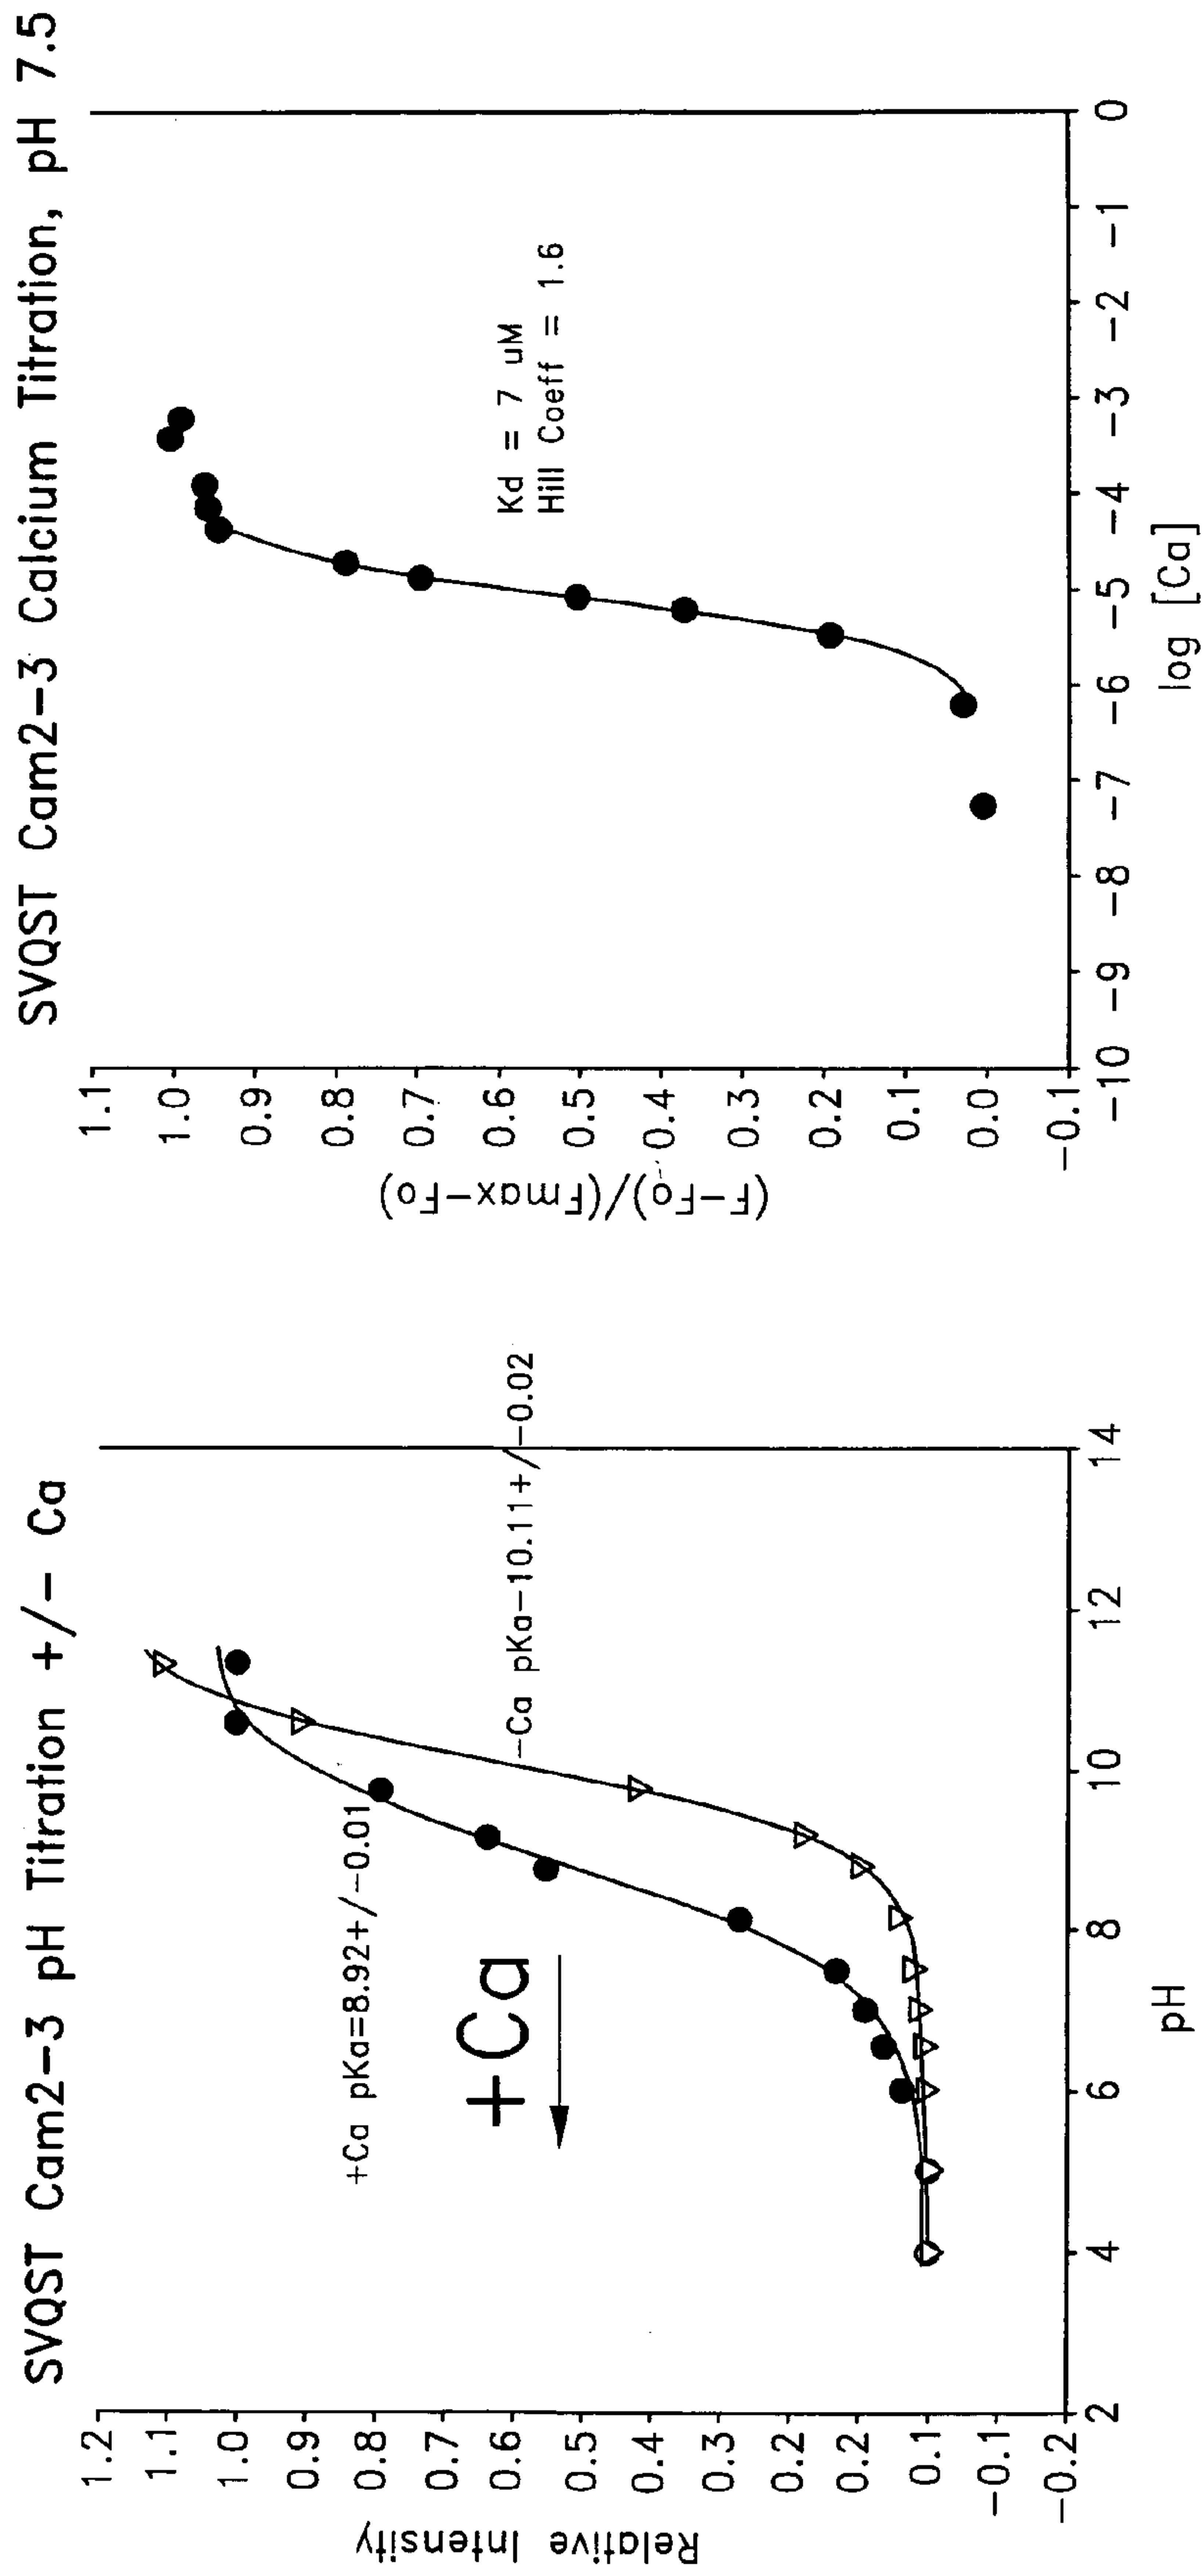 SVQST Cam2-3 pH Titration +/- Ca
Relative Intensity
1.2
1.1
1.0
0.9
0.8
0.7
0.6
0.5
0.4
0.3
0.2
0.2
0.1
-0.1
-0.2
+Ca pKa=8.92+/-0.01
+Ca
-Ca pKa-10.11+/-0.02
2 4 6 8 10 12 14
pH
SVQST Cam2-3 Calcium Titration, pH 7.5
(F-Fo)/(Fmax-Fo)
1.1
1.0
0.9
0.8
0.7
0.6
0.5
0.4
0.3
0.2
0.1
0.0
-0.1
Kd = 7 uM
Hill Coeff = 1.6
-10 -9 -8 -7 -6 -5 -4 -3 -2 -1 0
log [Ca]